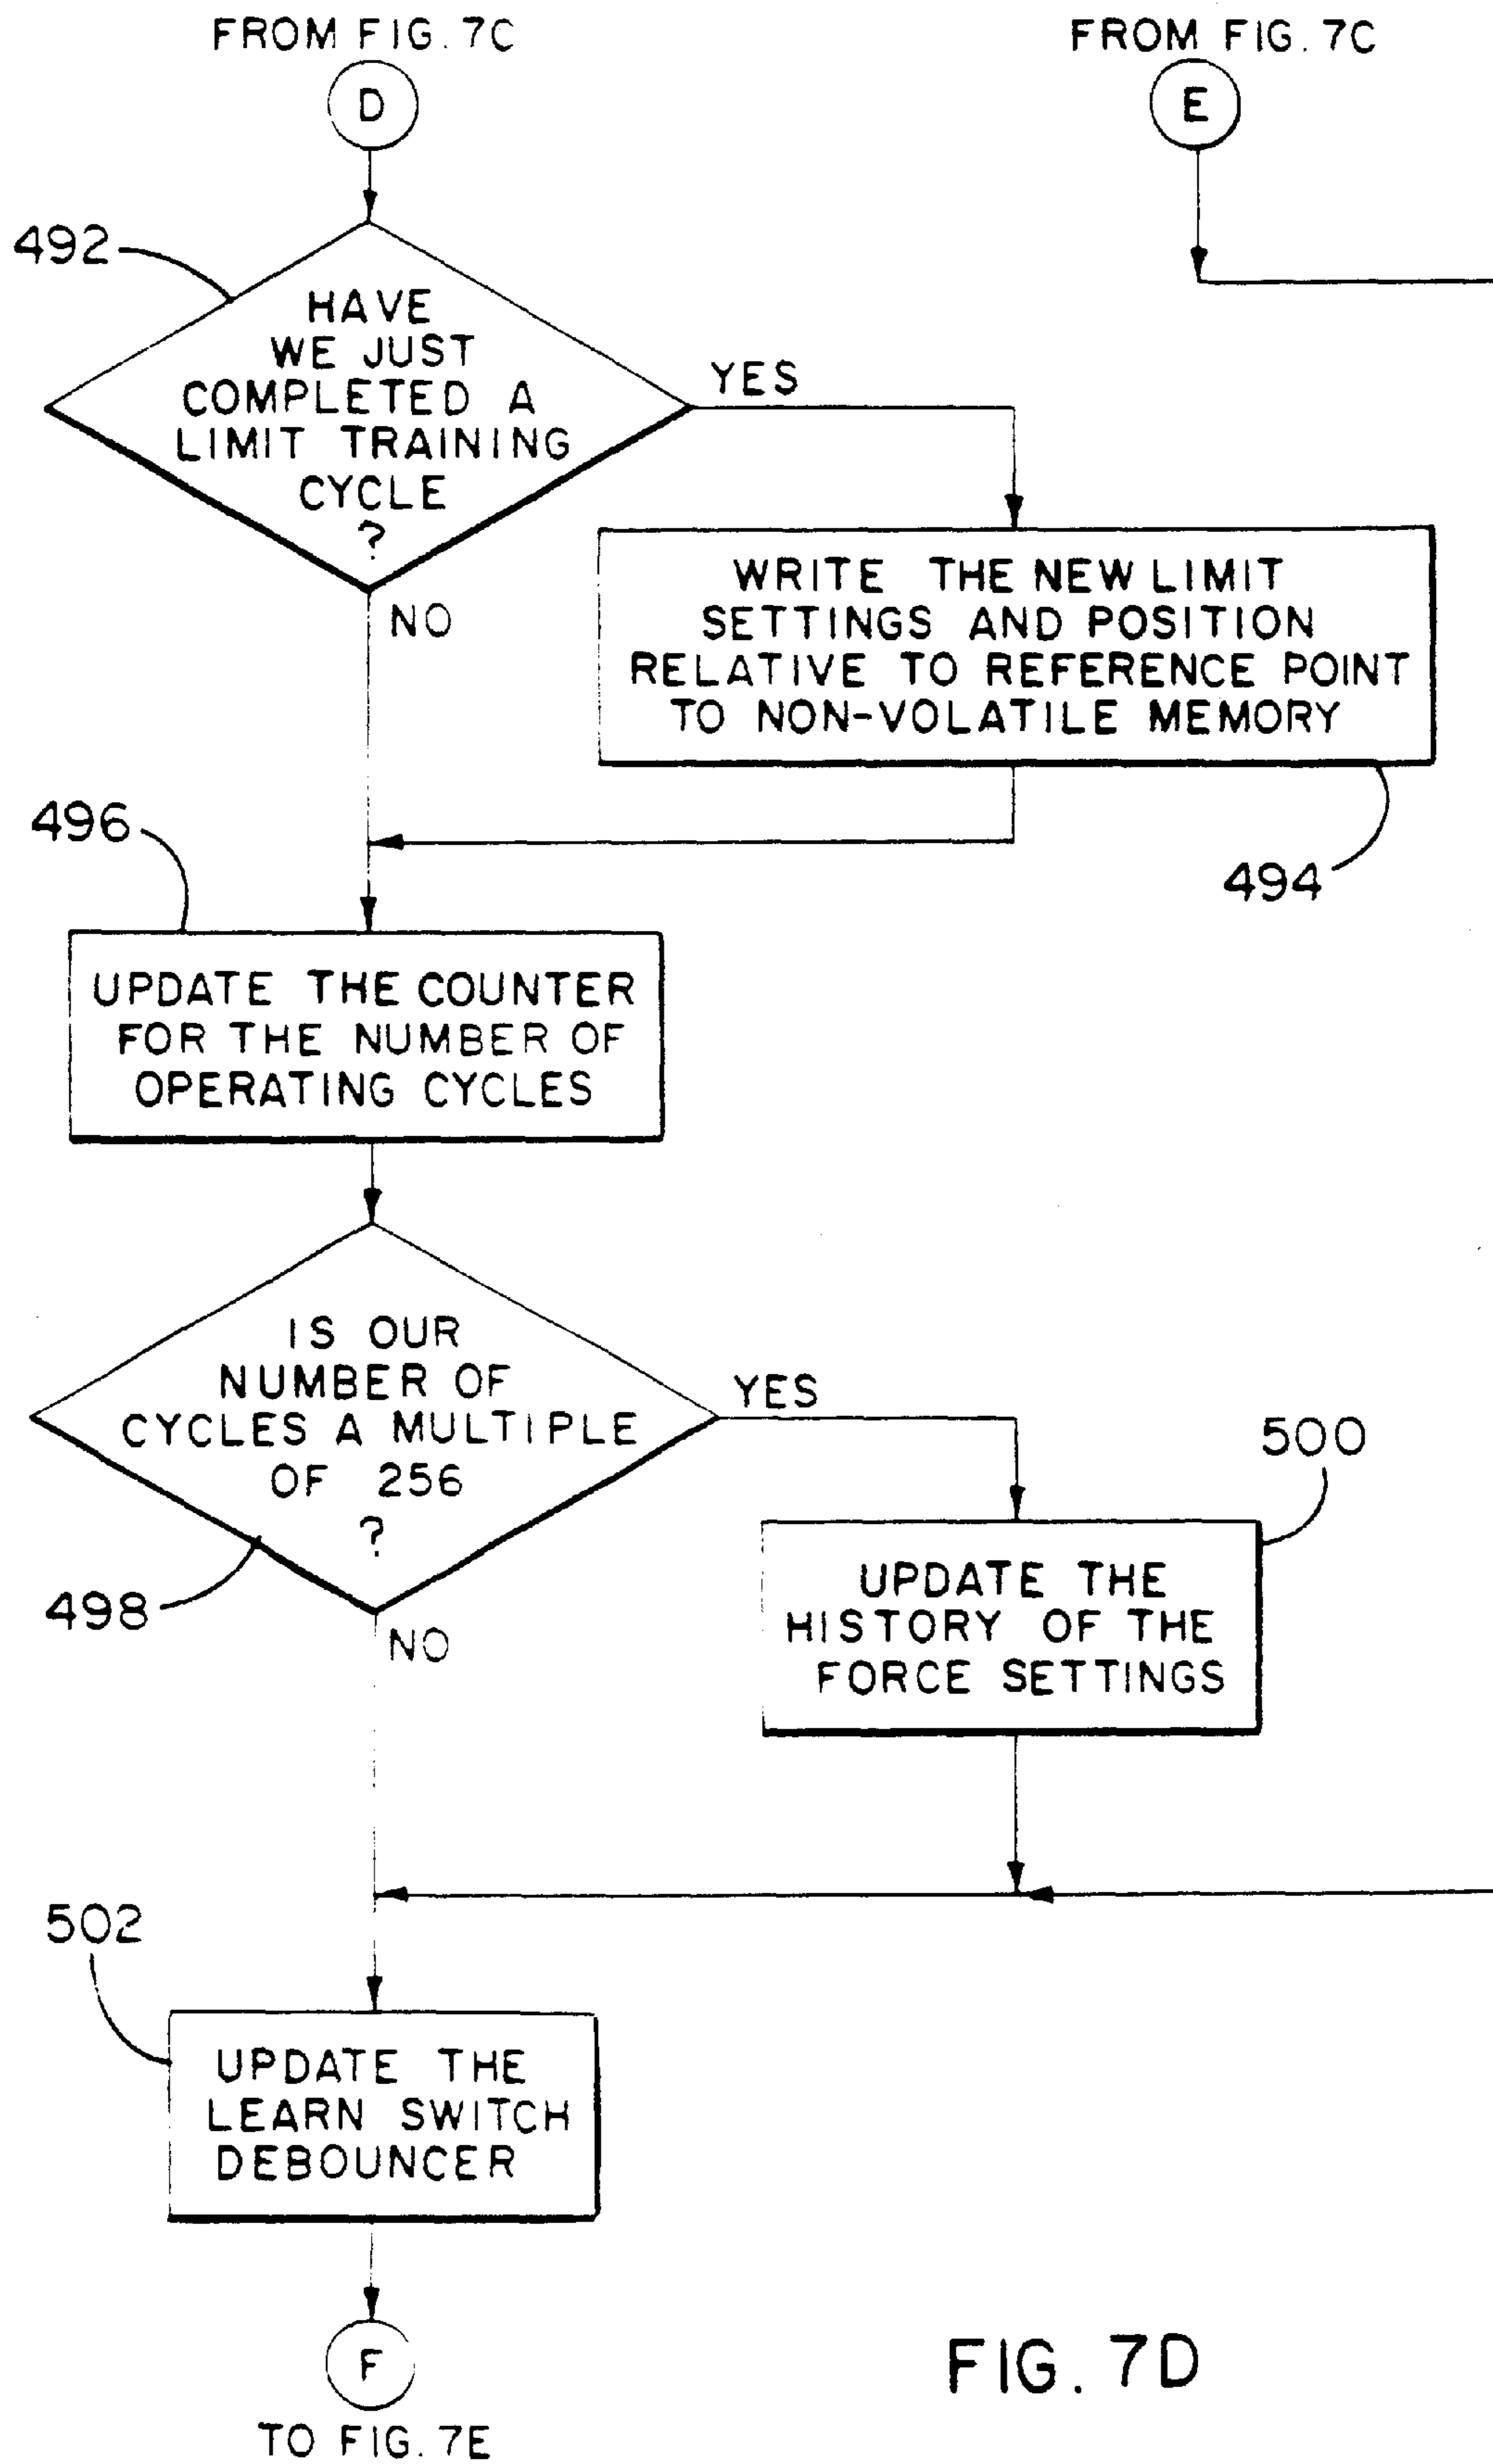 FROM FIG. 7C
D
FROM FIG. 7C
E
492
HAVE
WE JUST
COMPLETED A
LIMIT TRAINING
CYCLE
?
YES
NO
WRITE THE NEW LIMIT
SETTINGS AND POSITION
RELATIVE TO REFERENCE POINT
TO NON-VOLATILE MEMORY
494
496
UPDATE THE COUNTER
FOR THE NUMBER OF
OPERATING CYCLES
IS OUR
NUMBER OF
CYCLES A MULTIPLE
OF 256
?
YES
498
NO
500
UPDATE THE
HISTORY OF THE
FORCE SETTINGS
502
UPDATE THE
LEARN SWITCH
DEBOUNCER
F
TO FIG. 7E
FIG. 7D